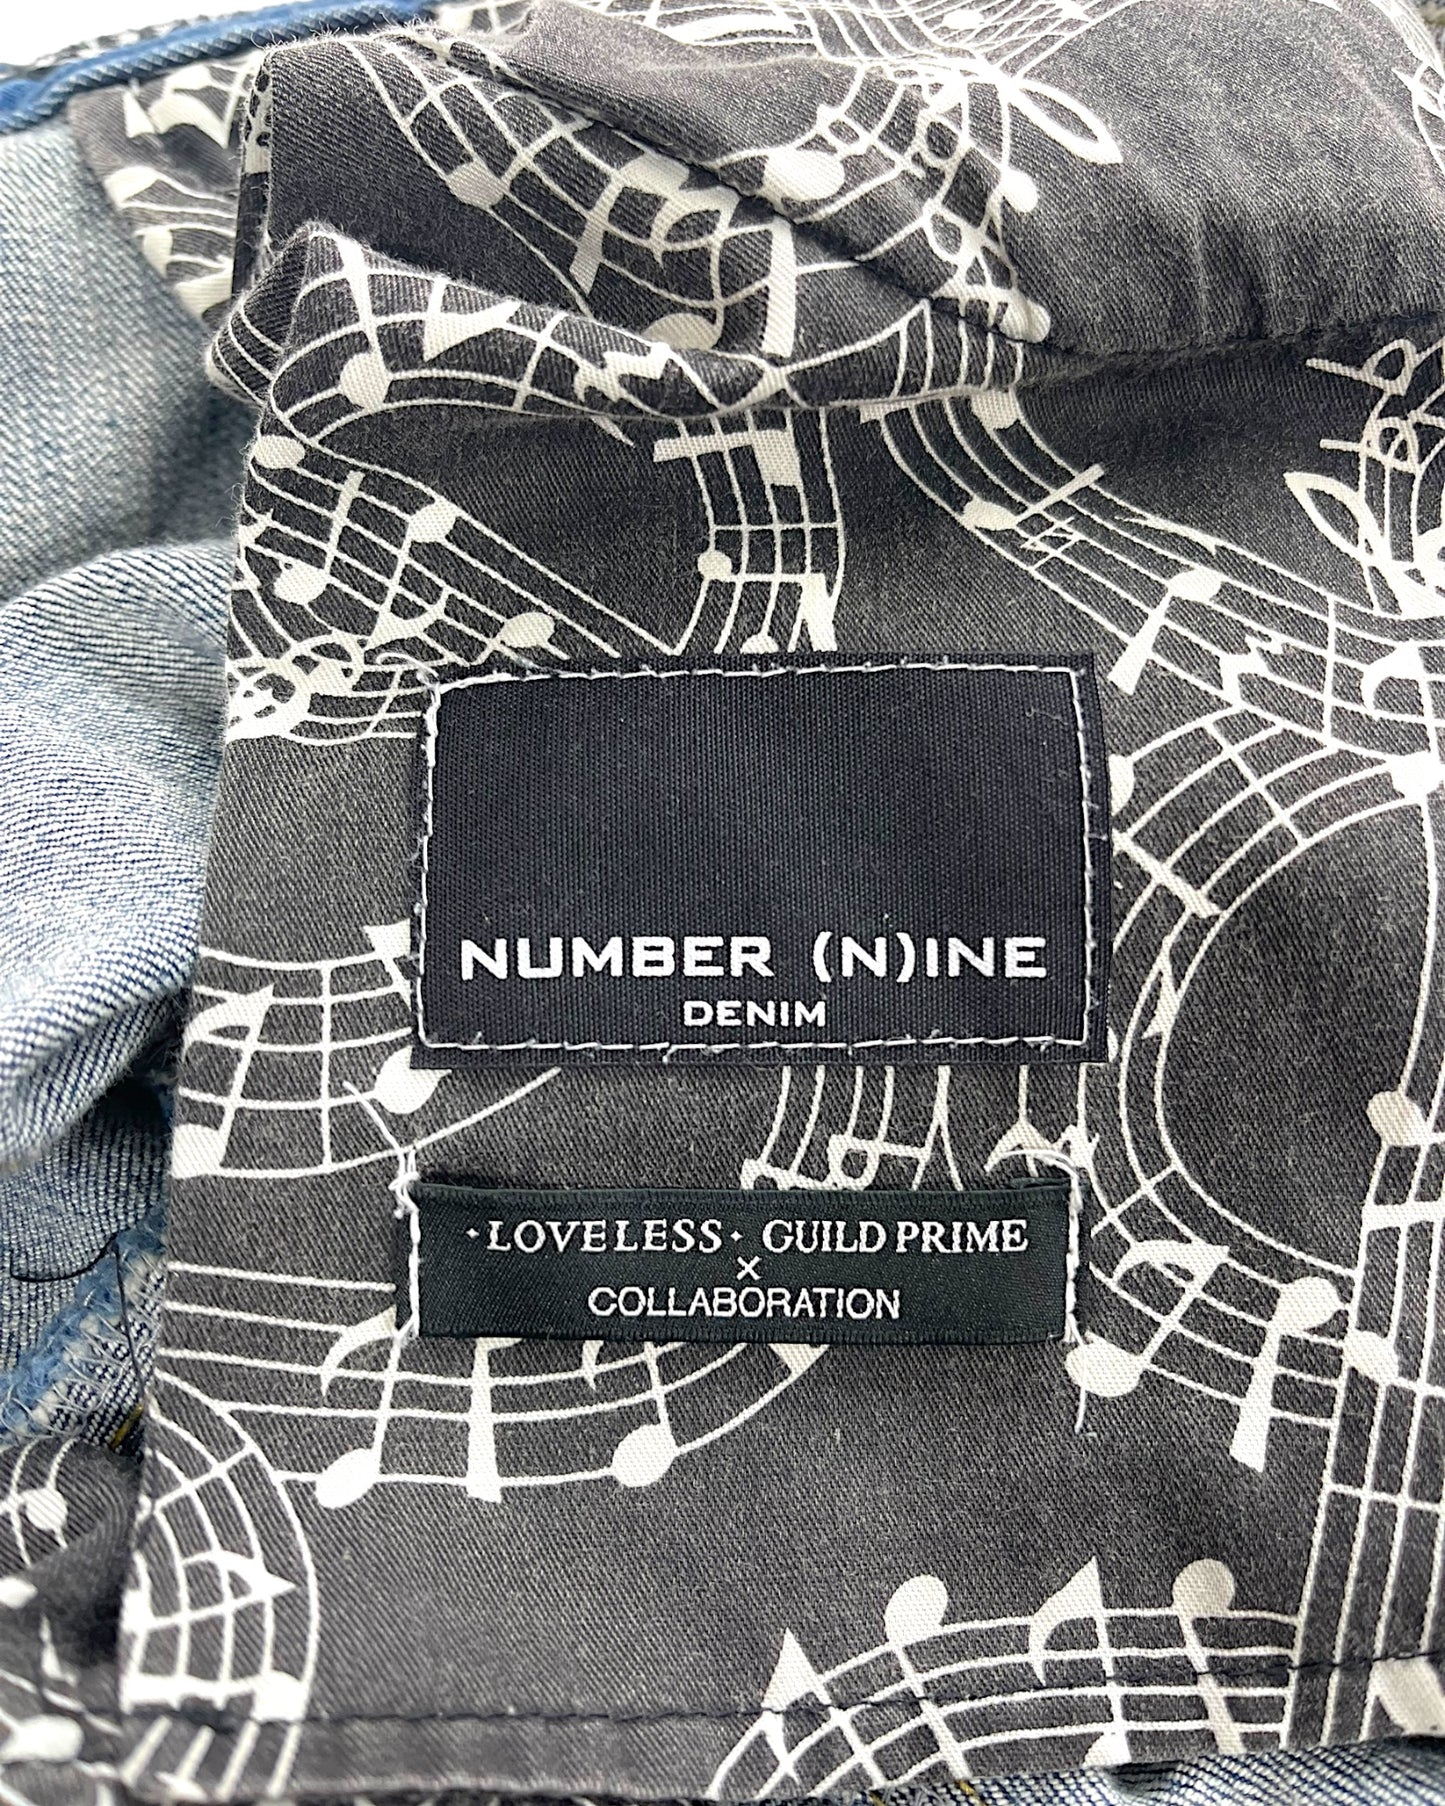 NUMBER (N)INE
DENIM
·LOVELESS· GUILD PRIME
×
COLLABORATION